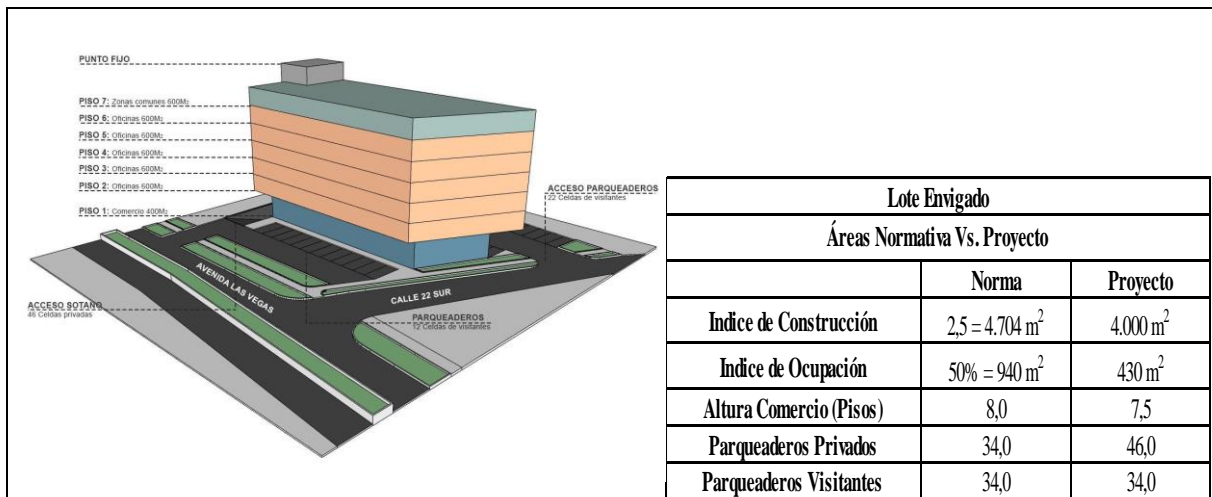 PUNTO FIJO
PISO 7: Zonas comunes 600M2
PISO 6: Oficinas 600M2
PISO 5: Oficinas 600M2
PISO 4: Oficinas 600M2
PISO 3: Oficinas 600M2
PISO 2: Oficinas 600M2
PISO 1: Comercio 400M2
ACCESO PARQUEADEROS
22 Celdas de visitantes
AVENIDA LAS VEGAS
CALLE 22 SUR
ACCESO SOTANO
46 Celdas privadas
PARQUEADEROS
12 Celdas de visitantes
Lote Envigado
Áreas Normativa Vs. Proyecto
Norma Proyecto
Indice de Construcción 2,5 = 4.704 m² 4.000 m²
Indice de Ocupación 50% = 940 m² 430 m²
Altura Comercio (Pisos) 8,0 7,5
Parqueaderos Privados 34,0 46,0
Parqueaderos Visitantes 34,0 34,0